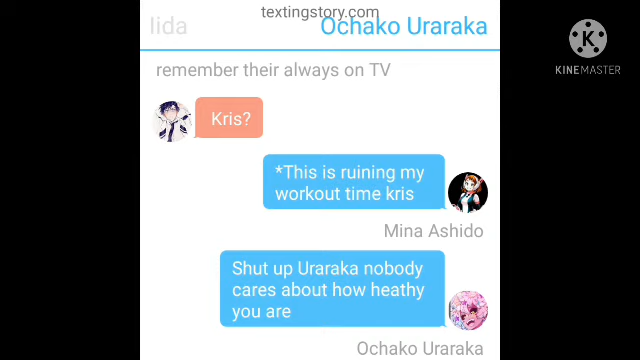 textingstory.com
Iida
Ochako Uraraka
KINEMASTER
remember their always on TV
Kris?
*This is ruining my
workout time kris
Mina Ashido
Shut up Uraraka nobody
cares about how heathy
you are
Ochako Uraraka